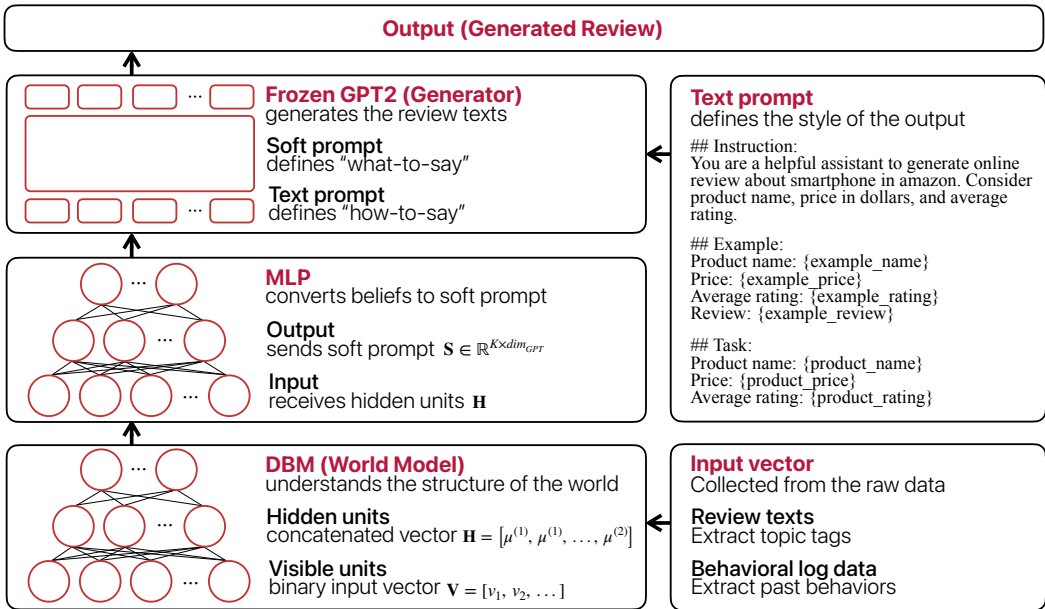 Output (Generated Review)
Frozen GPT2 (Generator)
generates the review texts
Soft prompt
defines “what-to-say”
Text prompt
defines “how-to-say”
Text prompt
defines the style of the output
## Instruction:
You are a helpful assistant to generate online
review about smartphone in amazon. Consider
product name, price in dollars, and average
rating.
## Example:
Product name: {example_name}
Price: {example_price}
Average rating: {example_rating}
Review: {example_review}
## Task:
Product name: {product_name}
Price: {product_price}
Average rating: {product_rating}
MLP
converts beliefs to soft prompt
Output
sends soft prompt S ∈ ℝ^{K×dim_{GPT}}
Input
receives hidden units H
DBM (World Model)
understands the structure of the world
Hidden units
concatenated vector H = [μ^{(1)}, μ^{(1)}, . . . , μ^{(2)}]
Visible units
binary input vector V = [v_1, v_2, . . . ]
Input vector
Collected from the raw data
Review texts
Extract topic tags
Behavioral log data
Extract past behaviors